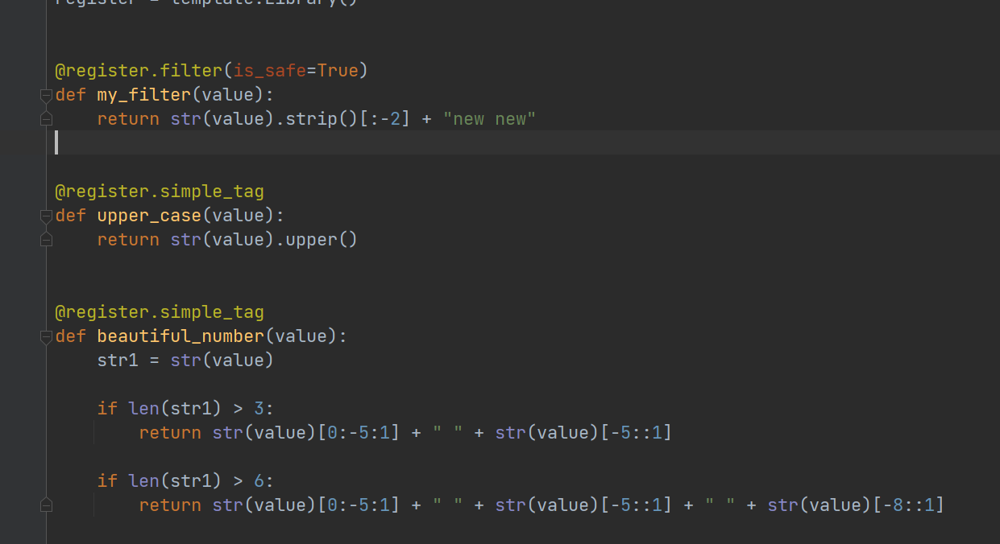 register = template.Library()
@register.filter(is_safe=True)
def my_filter(value):
    return str(value).strip()[:-2] + "new new"
@register.simple_tag
def upper_case(value):
    return str(value).upper()
@register.simple_tag
def beautiful_number(value):
    str1 = str(value)
    if len(str1) > 3:
        return str(value)[0:-5:1] + " " + str(value)[-5::1]
    if len(str1) > 6:
        return str(value)[0:-5:1] + " " + str(value)[-5::1] + " " + str(value)[-8::1]